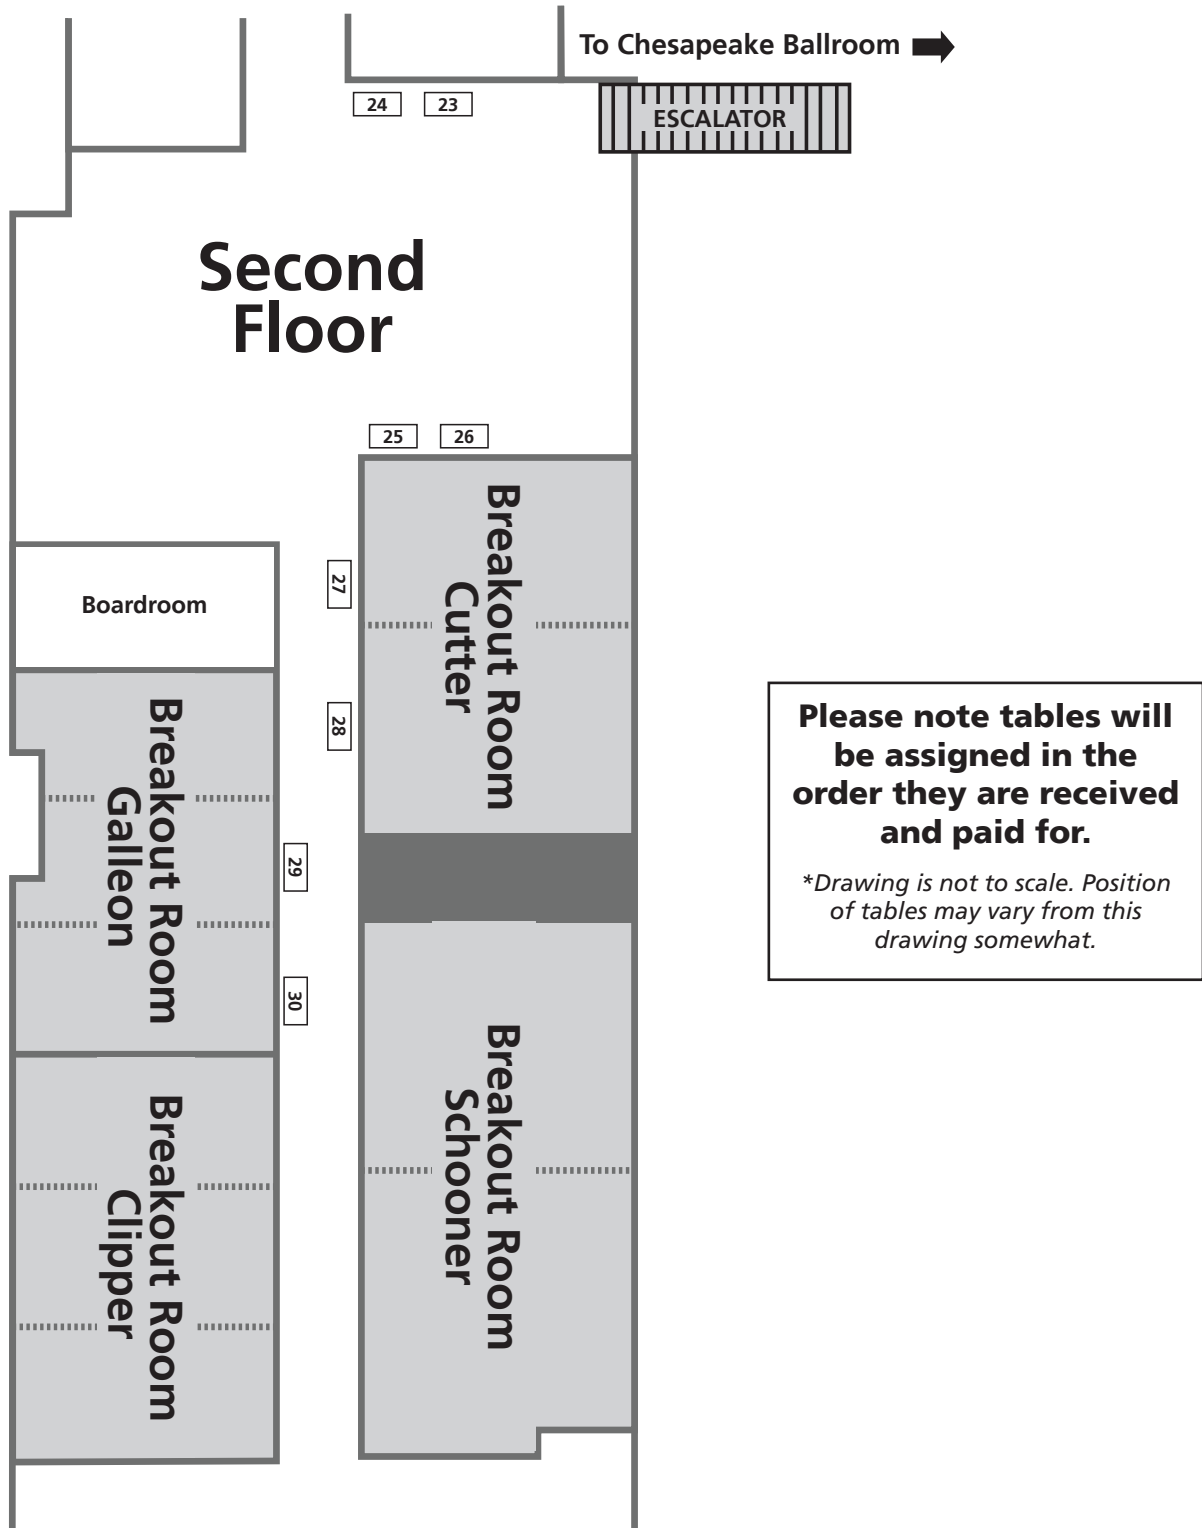 To Chesapeake Ballroom
24
23
ESCALATOR
Second
Floor
25
26
Breakout Room
Cutter
27
Boardroom
28
Breakout Room
Galleon
29
30
Please note tables will
be assigned in the
order they are received
and paid for.
*Drawing is not to scale. Position
of tables may vary from this
drawing somewhat.
Breakout Room
Schooner
Breakout Room
Clipper